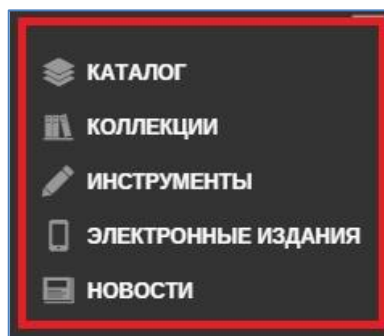 КАТАЛОГ
КОЛЛЕКЦИИ
ИНСТРУМЕНТЫ
ЭЛЕКТРОННЫЕ ИЗДАНИЯ
НОВОСТИ